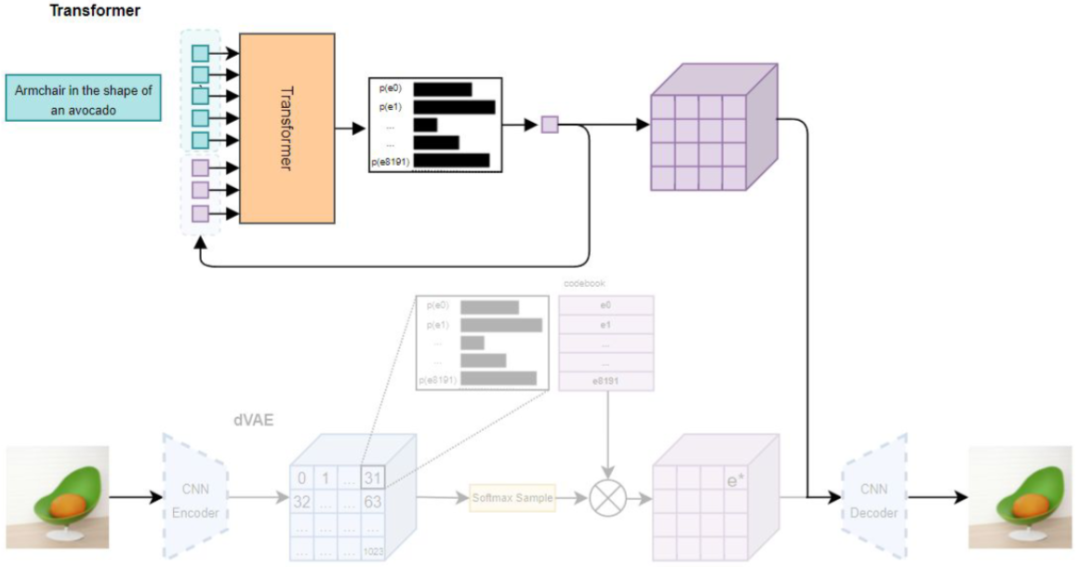 Transformer
Armchair in the shape of
an avocado
Transformer
p(e0)
p(e1)
...
...
p(e8191)
codebook
p(e0)
p(e1)
...
...
p(e8191)
e0
e1
...
...
e8191
dVAE
0 1 ... 31
32 63
... ... ... ...
... ... ... 1023
CNN
Encoder
Softmax Sample
e*
CNN
Decoder